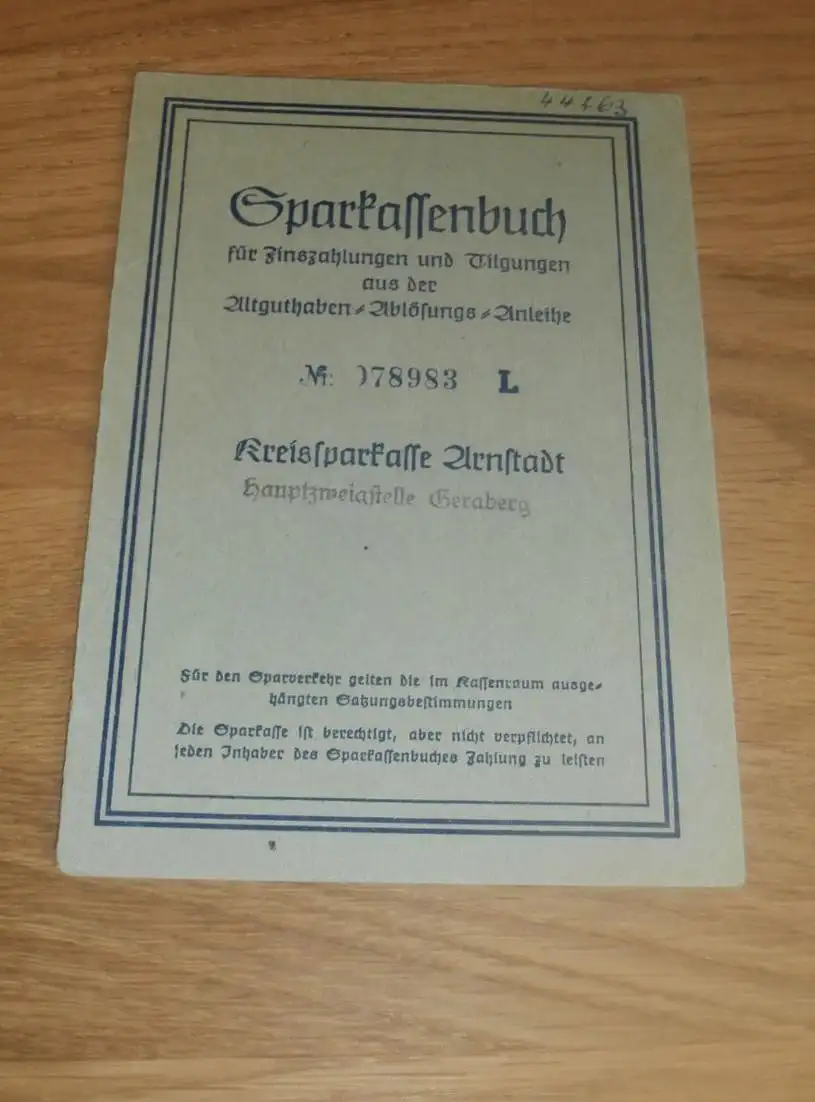 Sparkassenbuch
für Zinszahlungen und Tilgungen
aus der
Altguthaben-Ablösungs-Anleihe
Nr. 078983 L
Kreissparkasse Arnstadt
Hauptzweigstelle Geraberg
Für den Sparverkehr gelten die im Kassenraum ausge-
hängten Satzungsbestimmungen
Die Sparkasse ist berechtigt, aber nicht verpflichtet, an
jeden Inhaber des Sparkassenbuches Zahlung zu leisten